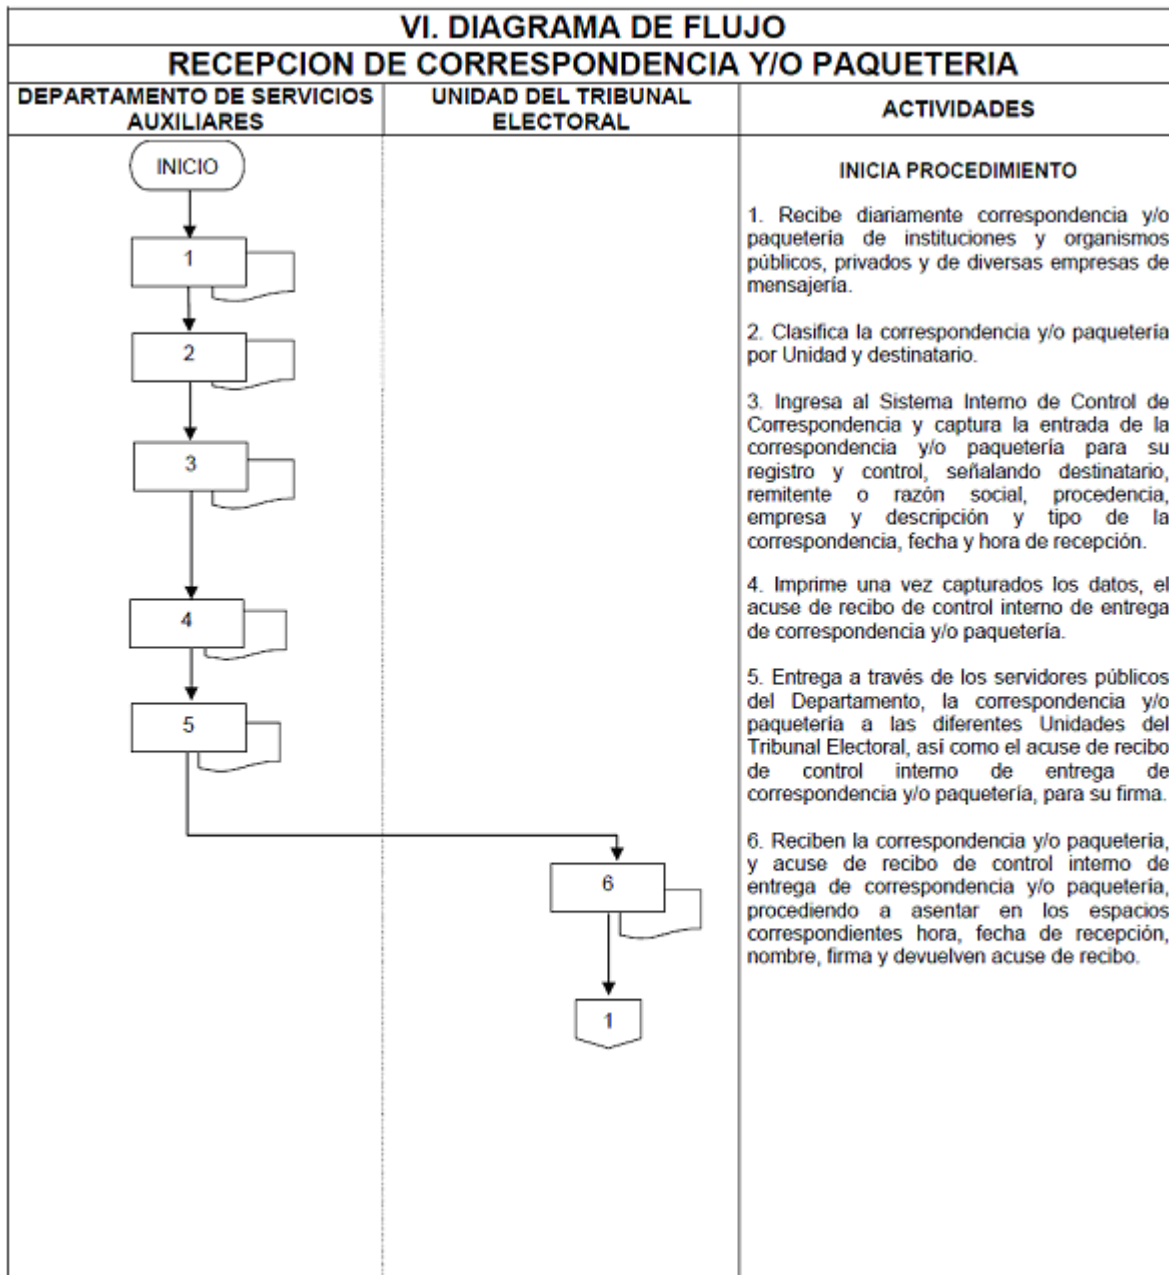 VI. DIAGRAMA DE FLUJO
RECEPCION DE CORRESPONDENCIA Y/O PAQUETERIA
DEPARTAMENTO DE SERVICIOS
AUXILIARES
UNIDAD DEL TRIBUNAL
ELECTORAL
ACTIVIDADES
INICIO
1
2
3
4
5
6
1
INICIA PROCEDIMIENTO
1. Recibe diariamente correspondencia y/o
paquetería de instituciones y organismos
públicos, privados y de diversas empresas de
mensajería.
2. Clasifica la correspondencia y/o paquetería
por Unidad y destinatario.
3. Ingresa al Sistema Interno de Control de
Correspondencia y captura la entrada de la
correspondencia y/o paquetería para su
registro y control, señalando destinatario,
remitente o razón social, procedencia,
empresa y descripción y tipo de la
correspondencia, fecha y hora de recepción.
4. Imprime una vez capturados los datos, el
acuse de recibo de control interno de entrega
de correspondencia y/o paquetería.
5. Entrega a través de los servidores públicos
del Departamento, la correspondencia y/o
paquetería a las diferentes Unidades del
Tribunal Electoral, así como el acuse de recibo
de control interno de entrega de
correspondencia y/o paquetería, para su firma.
6. Reciben la correspondencia y/o paquetería,
y acuse de recibo de control interno de
entrega de correspondencia y/o paquetería,
procediendo a asentar en los espacios
correspondientes hora, fecha de recepción,
nombre, firma y devuelven acuse de recibo.